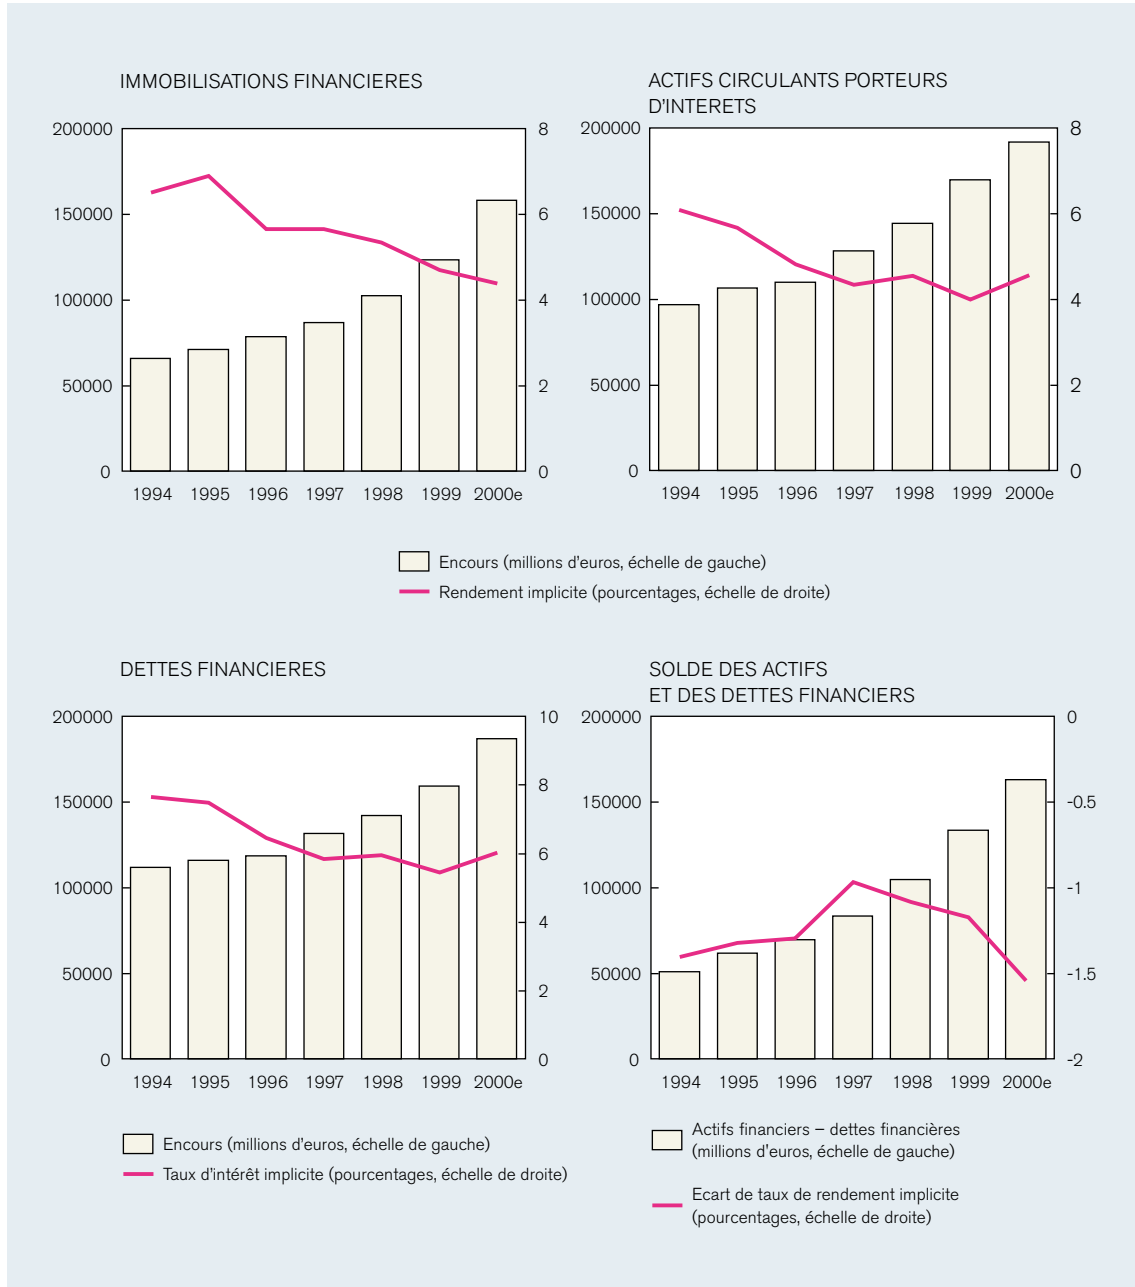 IMMOBILISATIONS FINANCIERES
200000
150000
100000
50000
0
8
6
4
2
0
1994 1995 1996 1997 1998 1999 2000e
ACTIFS CIRCULANTS PORTEURS
D'INTERETS
200000
150000
100000
50000
0
8
6
4
2
0
1994 1995 1996 1997 1998 1999 2000e
Encours (millions d'euros, échelle de gauche)
Rendement implicite (pourcentages, échelle de droite)
DETTES FINANCIERES
200000
150000
100000
50000
0
10
8
6
4
2
0
1994 1995 1996 1997 1998 1999 2000e
Encours (millions d'euros, échelle de gauche)
Taux d'intérêt implicite (pourcentages, échelle de droite)
SOLDE DES ACTIFS
ET DES DETTES FINANCIERS
200000
150000
100000
50000
0
0
-0.5
-1
-1.5
-2
1994 1995 1996 1997 1998 1999 2000e
Actifs financiers – dettes financières
(millions d'euros, échelle de gauche)
Ecart de taux de rendement implicite
(pourcentages, échelle de droite)